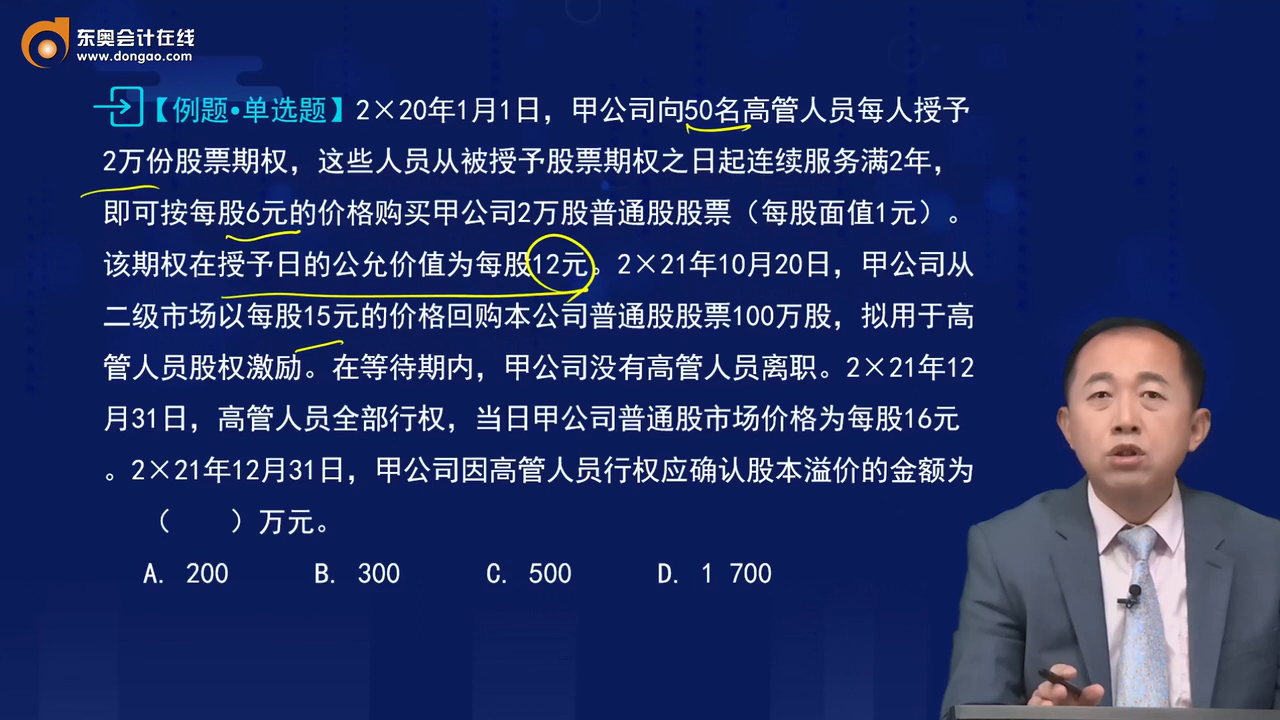 东奥会计在线
www.dongao.com
【例题•单选题】2×20年1月1日，甲公司向50名高管人员每人授予
2万份股票期权，这些人员从被授予股票期权之日起连续服务满2年，
即可按每股6元的价格购买甲公司2万股普通股股票（每股面值1元）。
该期权在授予日的公允价值为每股12元。2×21年10月20日，甲公司从
二级市场以每股15元的价格回购本公司普通股股票100万股，拟用于高
管人员股权激励。在等待期内，甲公司没有高管人员离职。2×21年12
月31日，高管人员全部行权，当日甲公司普通股市场价格为每股16元
。2×21年12月31日，甲公司因高管人员行权应确认股本溢价的金额为
（　　）万元。
A. 200 B. 300 C. 500 D. 1 700